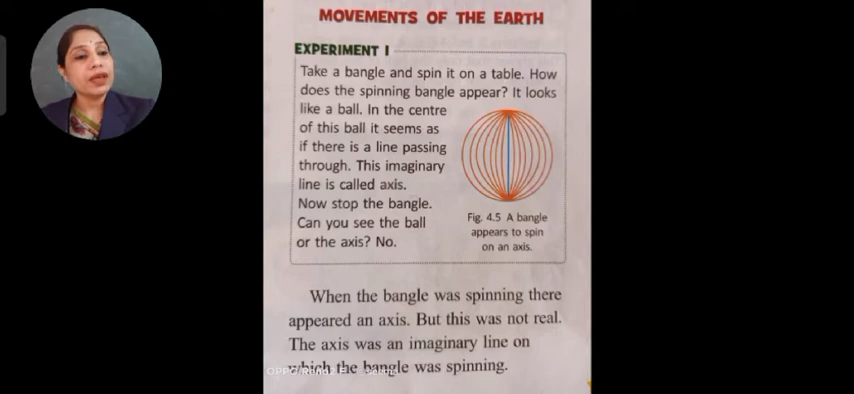 MOVEMENTS OF THE EARTH
EXPERIMENT I
Take a bangle and spin it on a table. How
does the spinning bangle appear? It looks
like a ball. In the centre
of this ball it seems as
if there is a line passing
through. This imaginary
line is called axis.
Now stop the bangle.
Can you see the ball
or the axis? No.
Fig. 4.5 A bangle
appears to spin
on an axis.
When the bangle was spinning there
appeared an axis. But this was not real.
The axis was an imaginary line on
which the bangle was spinning.